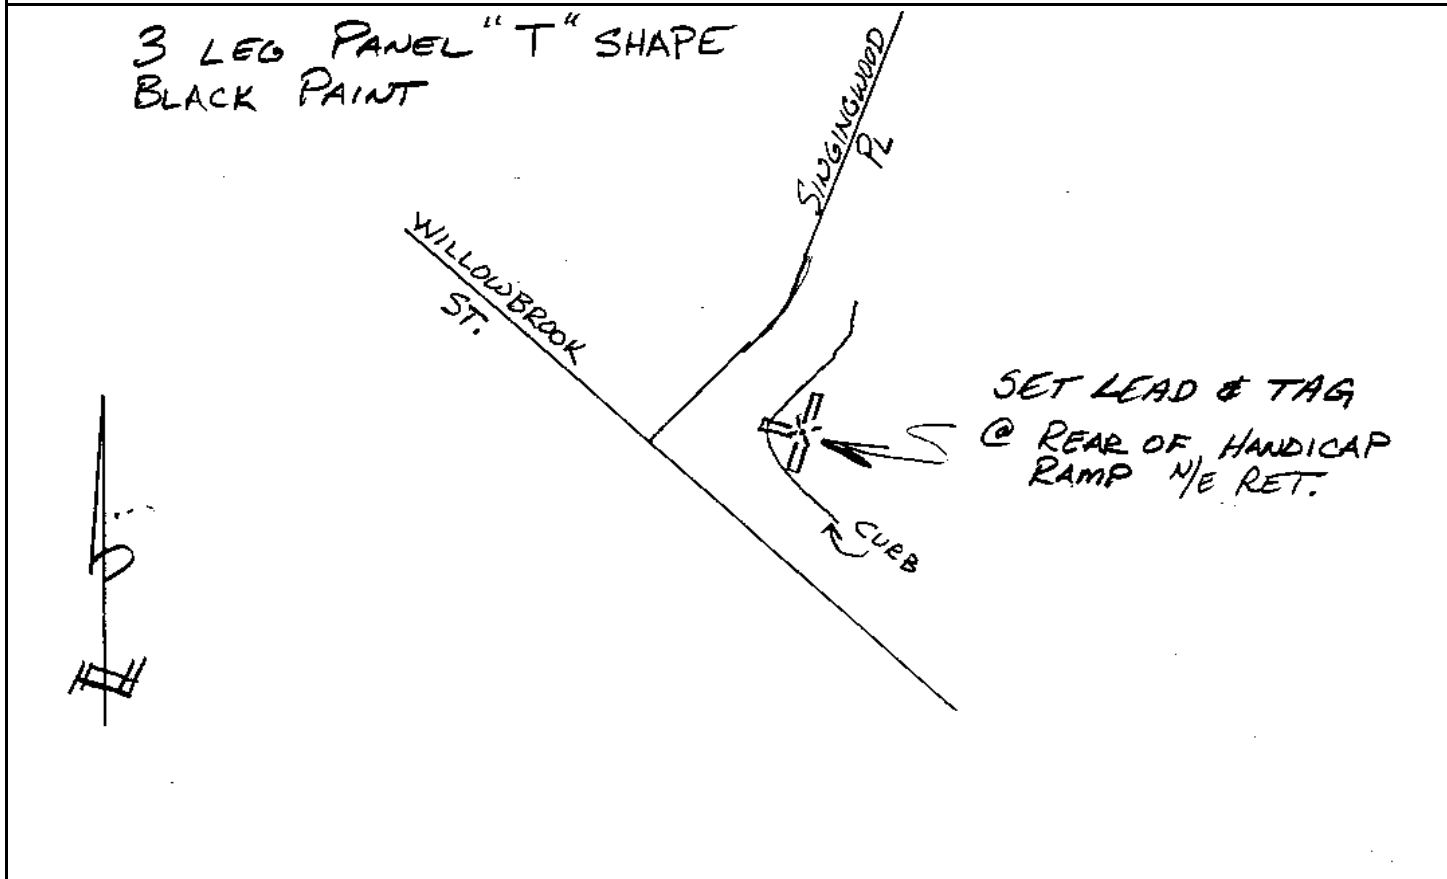 3 LEG PANEL "T" SHAPE
BLACK PAINT
SINGINGWOOD
PL
WILLOWBROOK
ST.
SET LEAD & TAG
@ REAR OF HANDICAP
RAMP N/E RET.
CURB